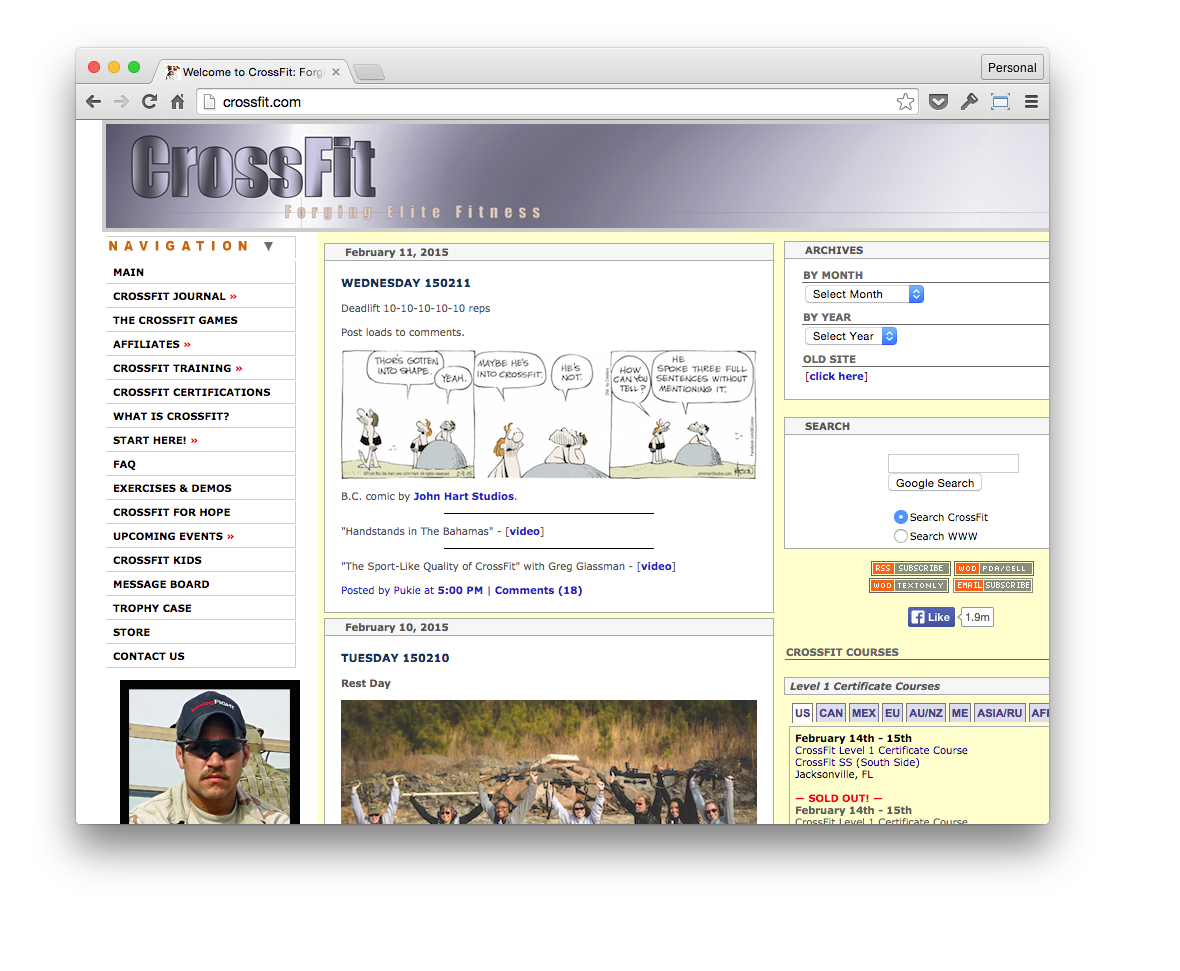 Welcome to CrossFit: Forgi
Personal
crossfit.com
CrossFit
Forging Elite Fitness
NAVIGATION ▼
MAIN
CROSSFIT JOURNAL »
THE CROSSFIT GAMES
AFFILIATES »
CROSSFIT TRAINING »
CROSSFIT CERTIFICATIONS
WHAT IS CROSSFIT?
START HERE! »
FAQ
EXERCISES & DEMOS
CROSSFIT FOR HOPE
UPCOMING EVENTS »
CROSSFIT KIDS
MESSAGE BOARD
TROPHY CASE
STORE
CONTACT US
February 11, 2015
WEDNESDAY 150211
Deadlift 10-10-10-10-10 reps
Post loads to comments.
THOR'S GOTTEN
INTO SHAPE.
YEAH.
MAYBE HE'S
INTO CROSSFIT.
HE'S
NOT.
HOW
CAN YOU
TELL?
HE
SPOKE THREE FULL
SENTENCES WITHOUT
MENTIONING IT.
B.C. comic by John Hart Studios.
"Handstands in The Bahamas" - [video]
"The Sport-Like Quality of CrossFit" with Greg Glassman - [video]
Posted by Pukie at 5:00 PM | Comments (18)
February 10, 2015
TUESDAY 150210
Rest Day
ARCHIVES
BY MONTH
Select Month
BY YEAR
Select Year
OLD SITE
[click here]
SEARCH
Google Search
Search CrossFit
Search WWW
RSS SUBSCRIBE
WOD PDA/CELL
WOD TEXTONLY
EMAIL SUBSCRIBE
Like
1.9m
CROSSFIT COURSES
Level 1 Certificate Courses
US CAN MEX EU AU/NZ ME ASIA/RU AFI
February 14th - 15th
CrossFit Level 1 Certificate Course
CrossFit SS (South Side)
Jacksonville, FL
— SOLD OUT! —
February 14th - 15th
CrossFit Level 1 Certificate Course